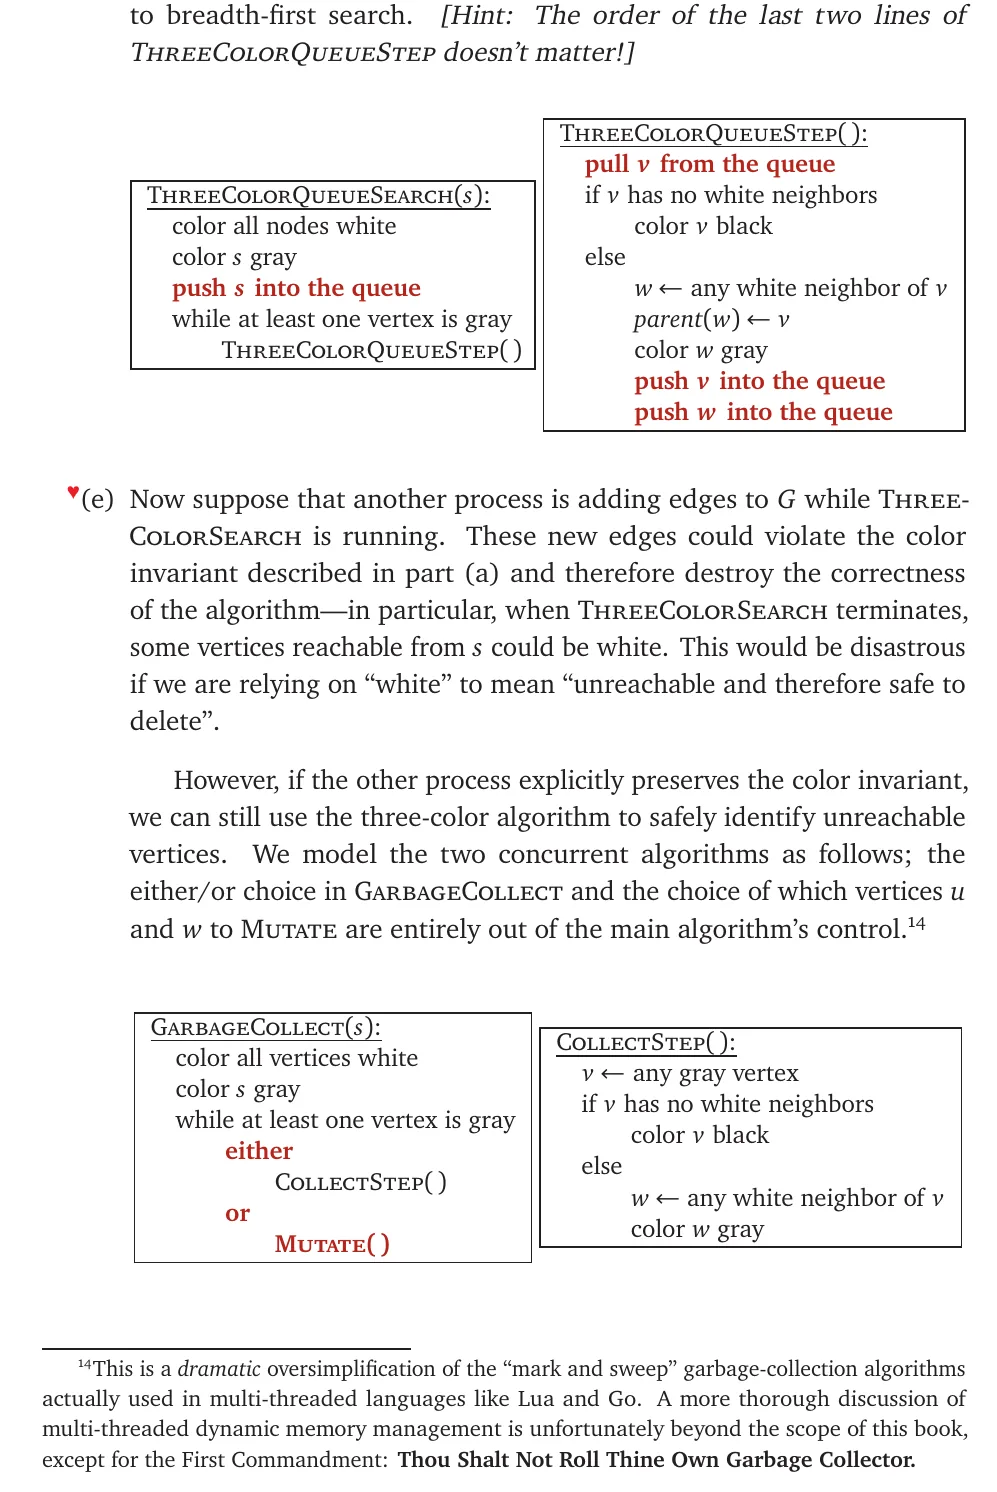 to breadth-first search. [Hint: The order of the last two lines of
ThreeColorQueueStep doesn't matter!]
ThreeColorQueueSearch(s):
color all nodes white
color s gray
push s into the queue
while at least one vertex is gray
ThreeColorQueueStep( )
ThreeColorQueueStep( ):
pull v from the queue
if v has no white neighbors
color v black
else
w ← any white neighbor of v
parent(w) ← v
color w gray
push v into the queue
push w into the queue
♥(e) Now suppose that another process is adding edges to G while Three-
ColorSearch is running. These new edges could violate the color
invariant described in part (a) and therefore destroy the correctness
of the algorithm—in particular, when ThreeColorSearch terminates,
some vertices reachable from s could be white. This would be disastrous
if we are relying on “white” to mean “unreachable and therefore safe to
delete”.
However, if the other process explicitly preserves the color invariant,
we can still use the three-color algorithm to safely identify unreachable
vertices. We model the two concurrent algorithms as follows; the
either/or choice in GarbageCollect and the choice of which vertices u
and w to Mutate are entirely out of the main algorithm's control.¹⁴
GarbageCollect(s):
color all vertices white
color s gray
while at least one vertex is gray
either
CollectStep( )
or
Mutate( )
CollectStep( ):
v ← any gray vertex
if v has no white neighbors
color v black
else
w ← any white neighbor of v
color w gray
¹⁴This is a dramatic oversimplification of the “mark and sweep” garbage-collection algorithms
actually used in multi-threaded languages like Lua and Go. A more thorough discussion of
multi-threaded dynamic memory management is unfortunately beyond the scope of this book,
except for the First Commandment: Thou Shalt Not Roll Thine Own Garbage Collector.